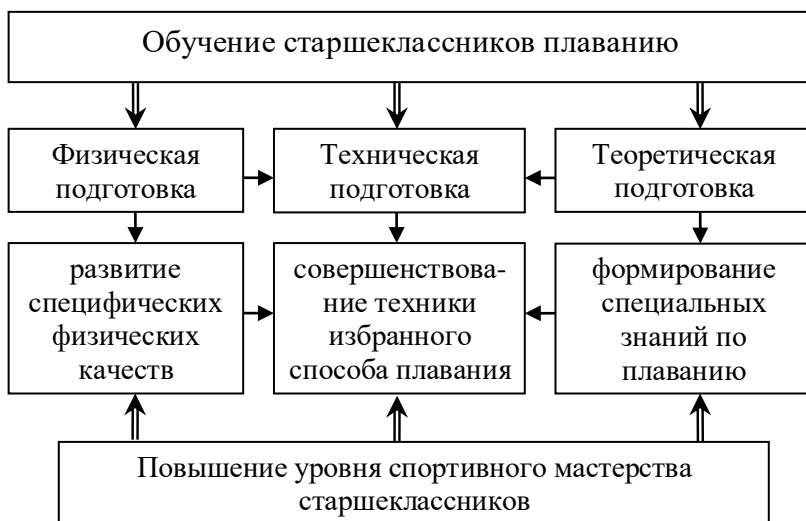 Обучение старшеклассников плаванию
Физическая
подготовка
Техническая
подготовка
Теоретическая
подготовка
развитие
специфических
физических
качеств
совершенствова-
ние техники
избранного
способа плавания
формирование
специальных
знаний по
плаванию
Повышение уровня спортивного мастерства
старшеклассников